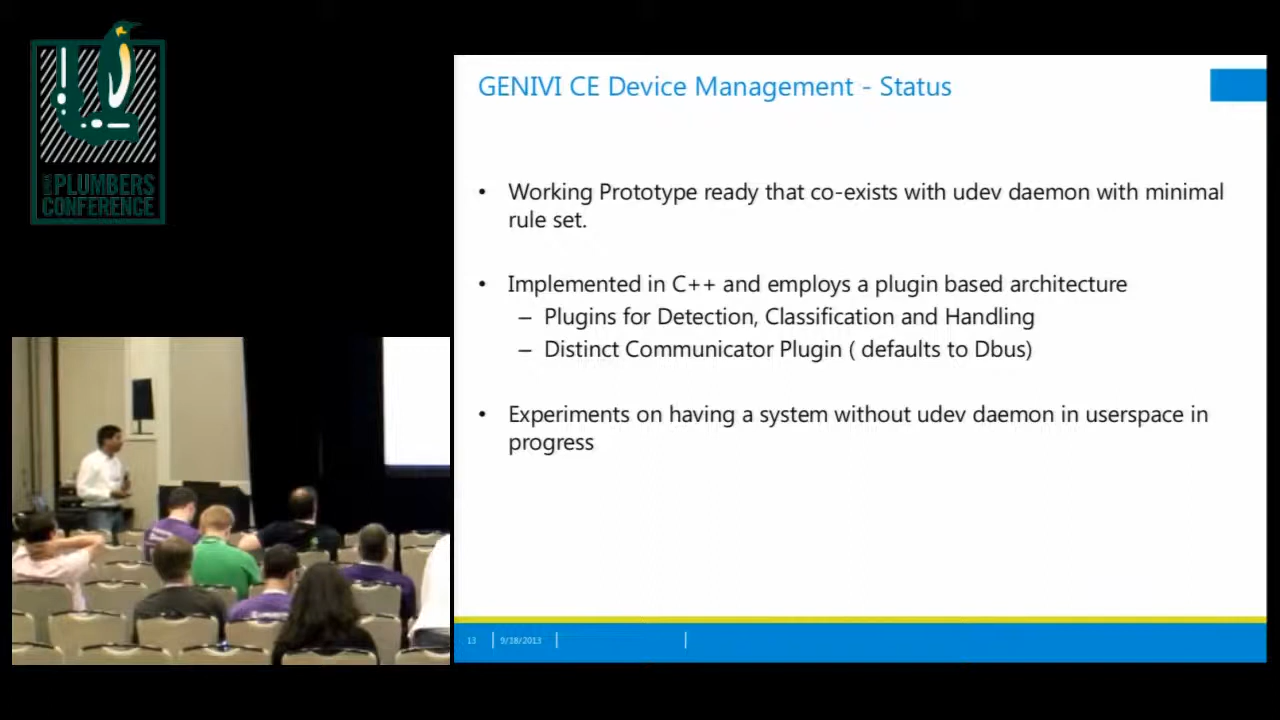 LINUX
PLUMBERS
CONFERENCE
GENIVI CE Device Management - Status
• Working Prototype ready that co-exists with udev daemon with minimal
rule set.
• Implemented in C++ and employs a plugin based architecture
– Plugins for Detection, Classification and Handling
– Distinct Communicator Plugin ( defaults to Dbus)
• Experiments on having a system without udev daemon in userspace in
progress
13
9/18/2013